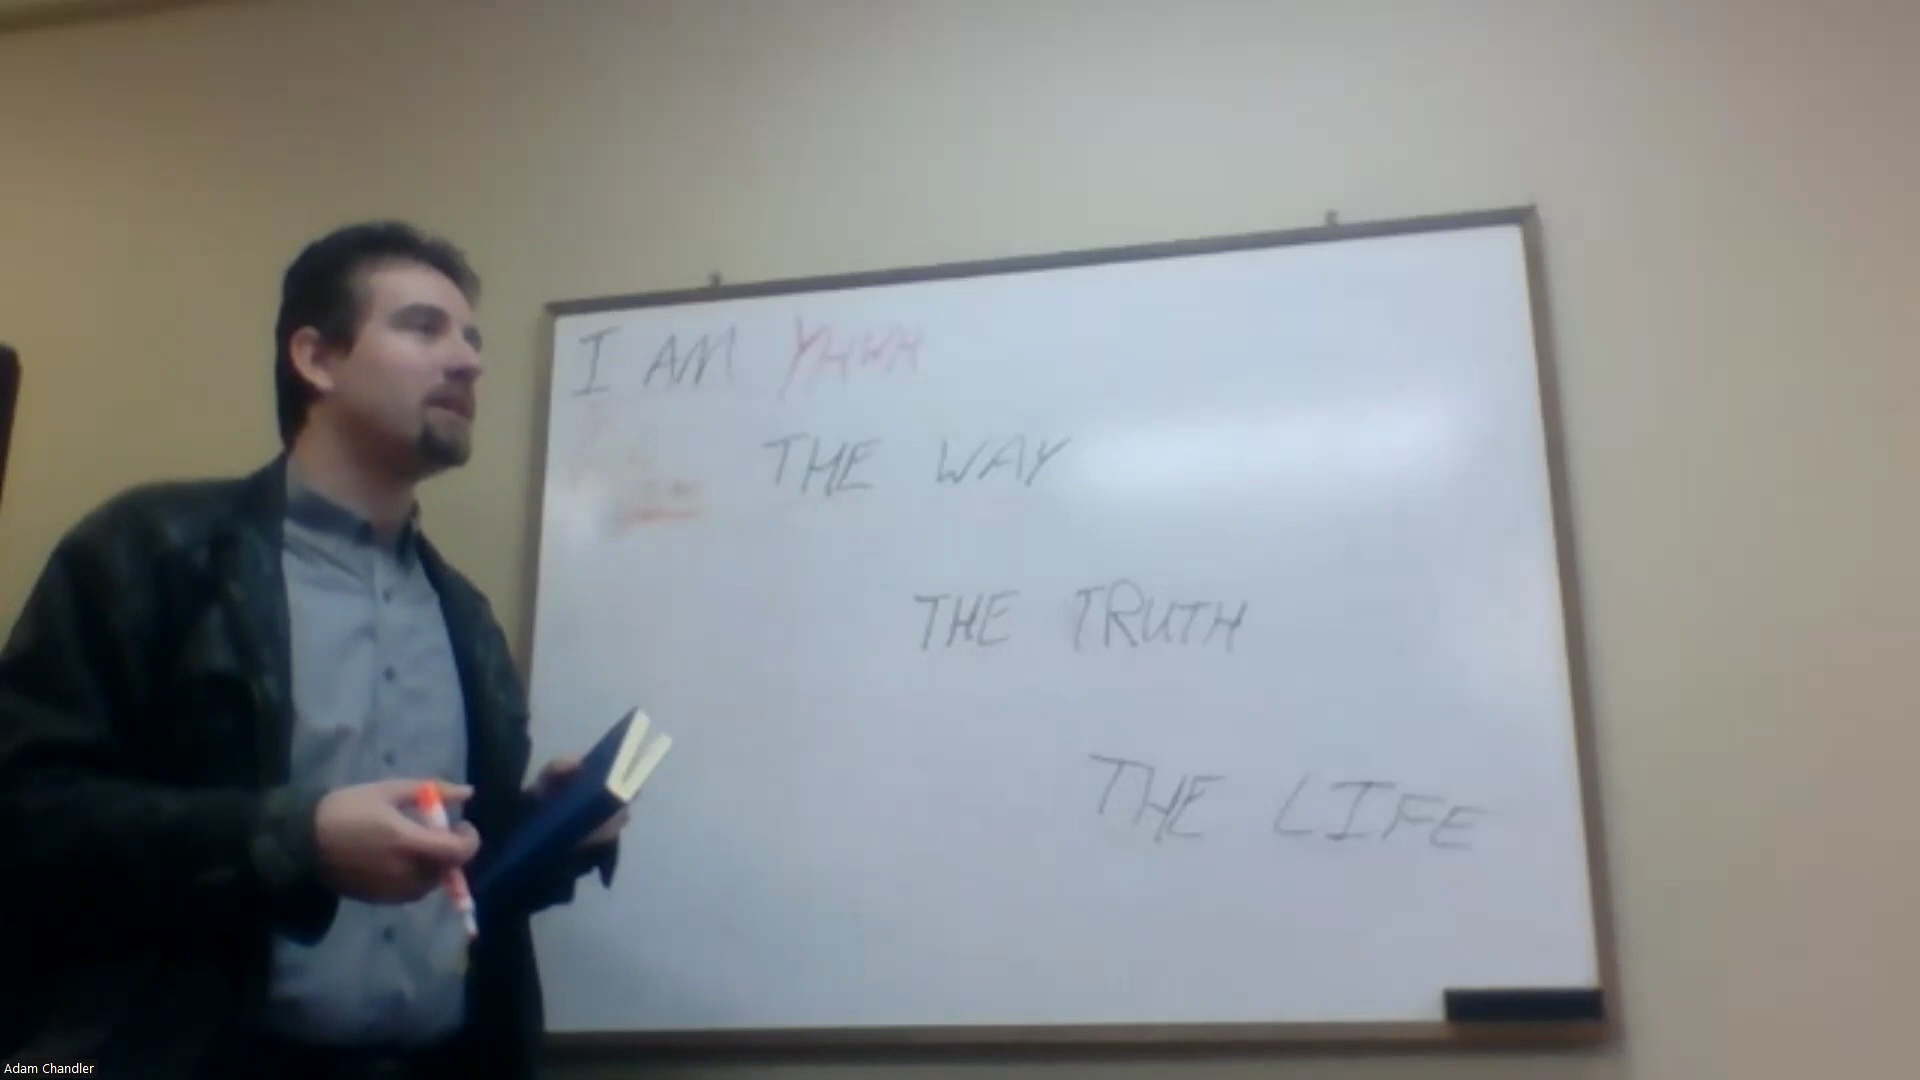 I AM YHWH
THE WAY
THE TRUTH
THE LIFE
Adam Chandler